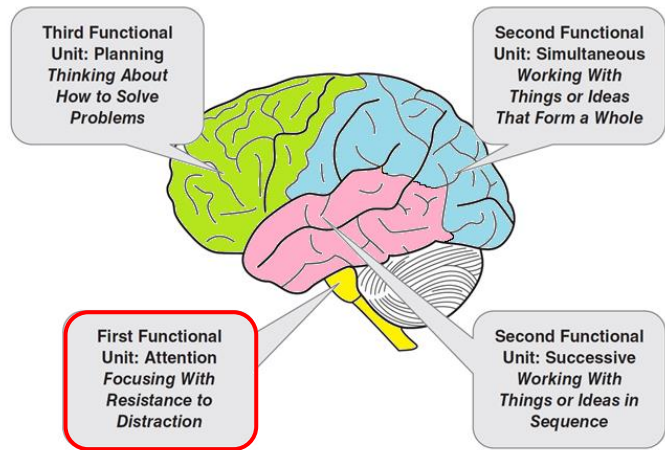 Third Functional
Unit: Planning
Thinking About
How to Solve
Problems
Second Functional
Unit: Simultaneous
Working With
Things or Ideas
That Form a Whole
First Functional
Unit: Attention
Focusing With
Resistance to
Distraction
Second Functional
Unit: Successive
Working With
Things or Ideas in
Sequence